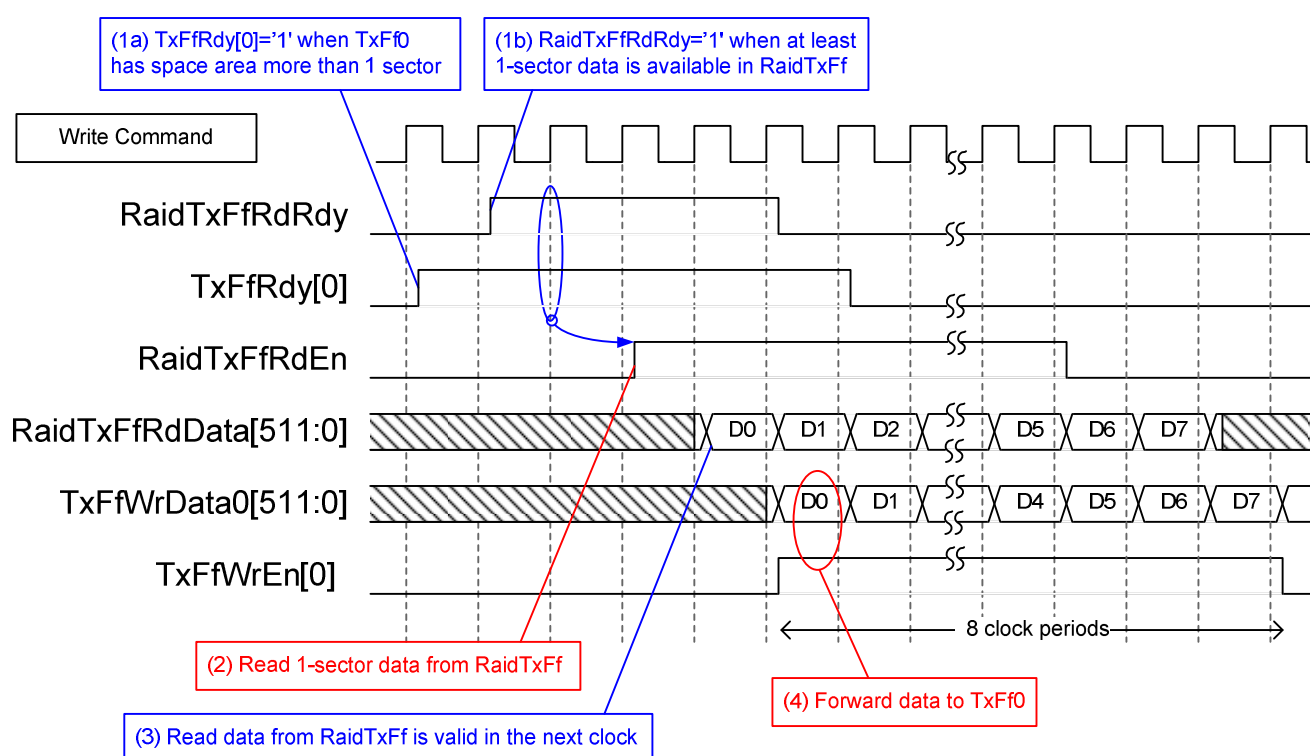 (1a) TxFfRdy[0]='1' when TxFf0
has space area more than 1 sector
(1b) RaidTxFfRdRdy='1' when at least
1-sector data is available in RaidTxFf
Write Command
RaidTxFfRdRdy
TxFfRdy[0]
RaidTxFfRdEn
RaidTxFfRdData[511:0]
D0 D1 D2 D5 D6 D7
TxFfWrData0[511:0]
D0 D1 D4 D5 D6 D7
TxFfWrEn[0]
8 clock periods
(2) Read 1-sector data from RaidTxFf
(4) Forward data to TxFf0
(3) Read data from RaidTxFf is valid in the next clock